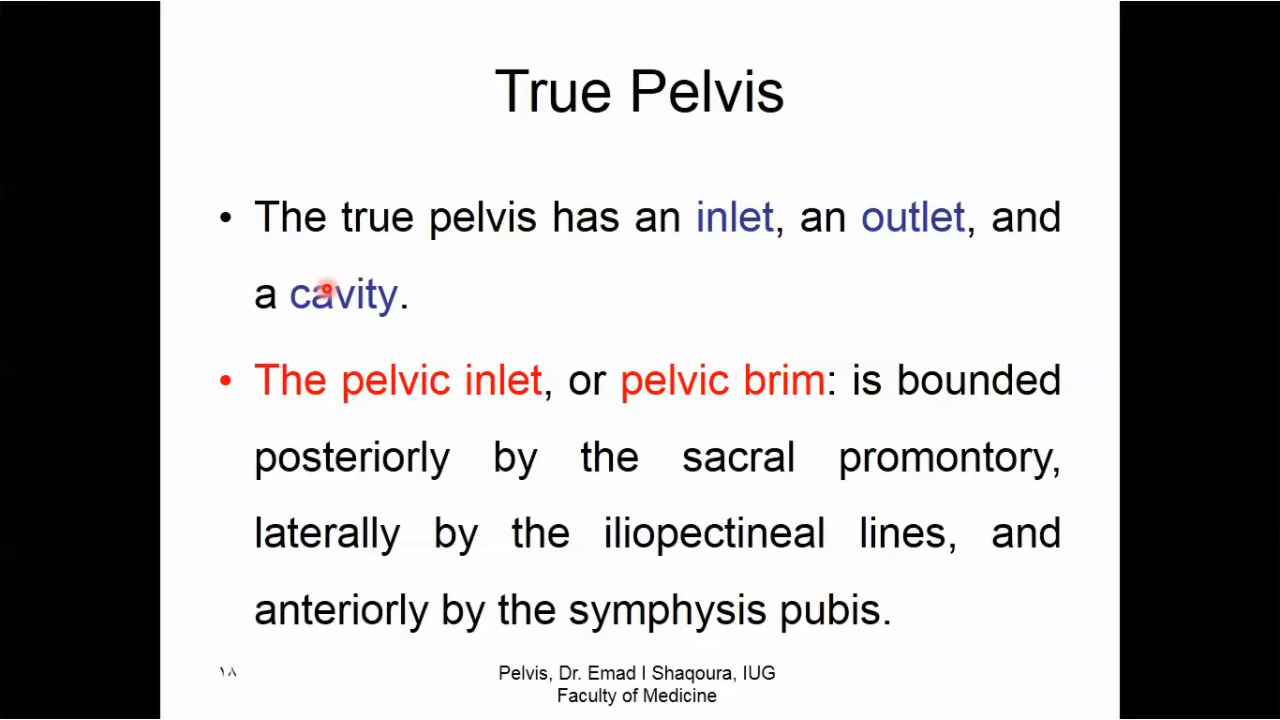 True Pelvis
• The true pelvis has an inlet, an outlet, and
a cavity.
• The pelvic inlet, or pelvic brim: is bounded
posteriorly by the sacral promontory,
laterally by the iliopectineal lines, and
anteriorly by the symphysis pubis.
١٨
Pelvis, Dr. Emad I Shaqoura, IUG
Faculty of Medicine